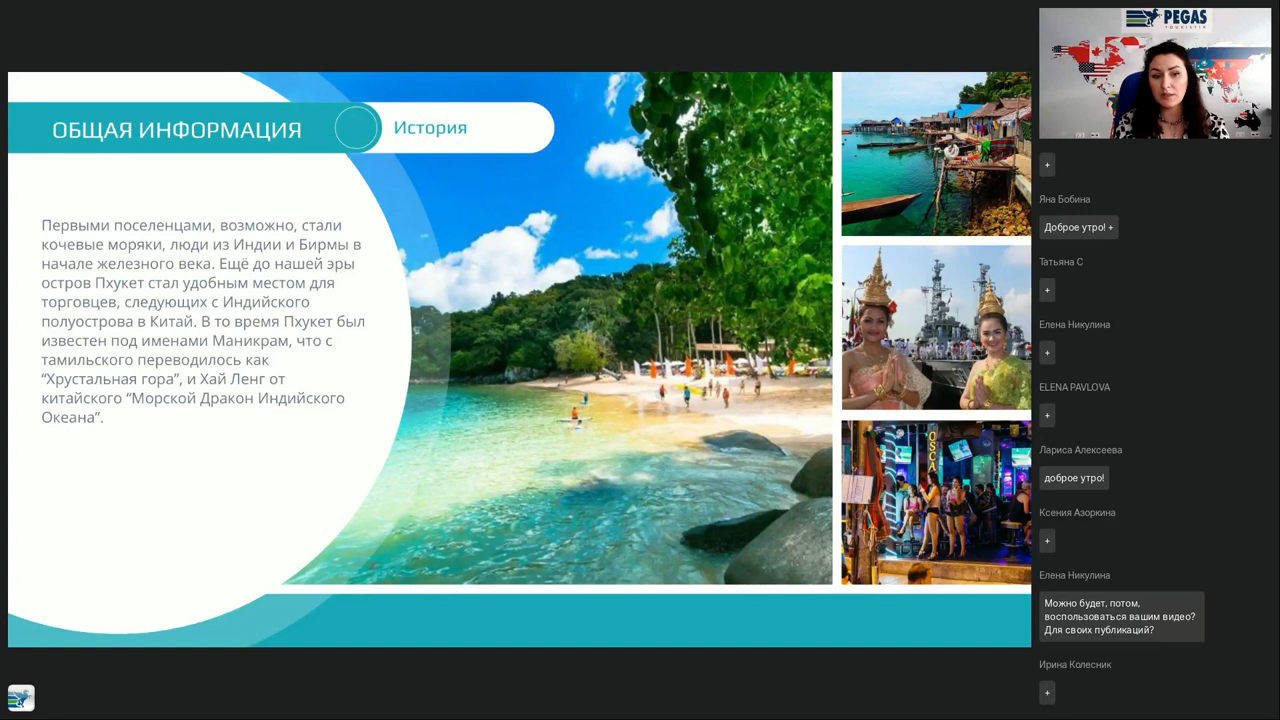 ОБЩАЯ ИНФОРМАЦИЯ
История
Первыми поселенцами, возможно, стали
кочевые моряки, люди из Индии и Бирмы в
начале железного века. Ещё до нашей эры
остров Пхукет стал удобным местом для
торговцев, следующих с Индийского
полуострова в Китай. В то время Пхукет был
известен под именами Маникрам, что с
тамильского переводилось как
“Хрустальная гора”, и Хай Ленг от
китайского “Морской Дракон Индийского
Океана”.
OSCA
PEGAS
TOURISTIK
+
Яна Бобина
Доброе утро! +
Татьяна С
+
Елена Никулина
+
ELENA PAVLOVA
+
Лариса Алексеева
доброе утро!
Ксения Азоркина
+
Елена Никулина
Можно будет, потом,
воспользоваться вашим видео?
Для своих публикаций?
Ирина Колесник
+